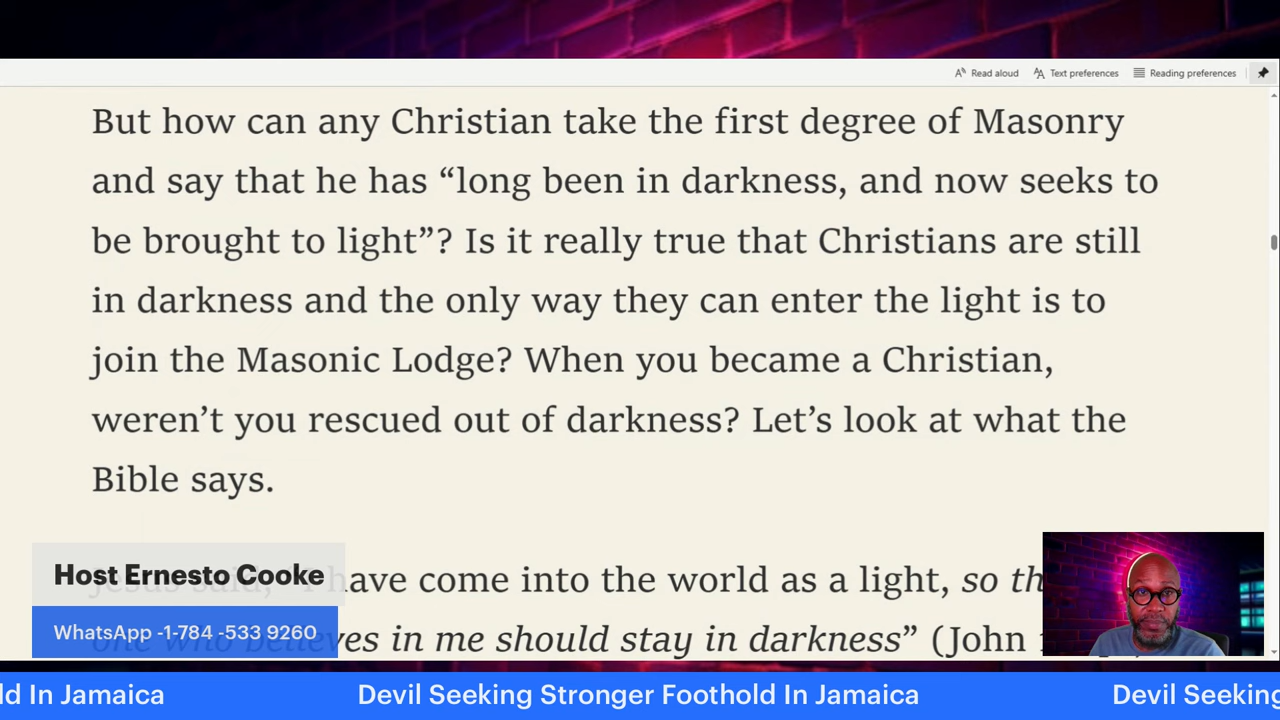 Read aloud
Text preferences
Reading preferences
But how can any Christian take the first degree of Masonry
and say that he has “long been in darkness, and now seeks to
be brought to light”? Is it really true that Christians are still
in darkness and the only way they can enter the light is to
join the Masonic Lodge? When you became a Christian,
weren’t you rescued out of darkness? Let’s look at what the
Bible says.
Host Ernesto Cooke
have come into the world as a light, so
WhatsApp -1-784 -533 9260
in me should stay in darkness” (John
ld In Jamaica
Devil Seeking Stronger Foothold In Jamaica
Devil Seeking